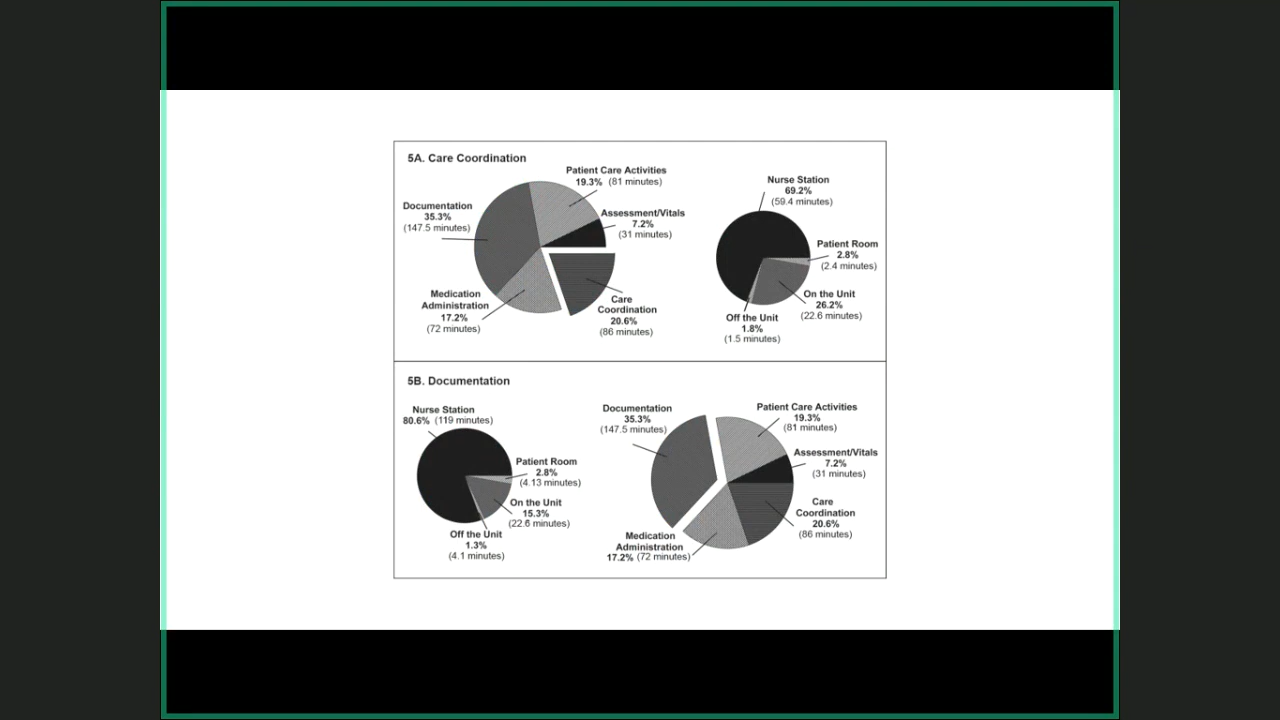 5A. Care Coordination
Patient Care Activities
19.3% (81 minutes)
Documentation
35.3%
(147.5 minutes)
Assessment/Vitals
7.2%
(31 minutes)
Medication
Administration
17.2%
(72 minutes)
Care
Coordination
20.6%
(86 minutes)
Nurse Station
69.2%
(59.4 minutes)
Patient Room
2.8%
(2.4 minutes)
On the Unit
26.2%
(22.6 minutes)
Off the Unit
1.8%
(1.5 minutes)
5B. Documentation
Nurse Station
80.6% (119 minutes)
Patient Room
2.8%
(4.13 minutes)
On the Unit
15.3%
(22.6 minutes)
Off the Unit
1.3%
(4.1 minutes)
Documentation
35.3%
(147.5 minutes)
Patient Care Activities
19.3%
(81 minutes)
Assessment/Vitals
7.2%
(31 minutes)
Care
Coordination
20.6%
(86 minutes)
Medication
Administration
17.2% (72 minutes)